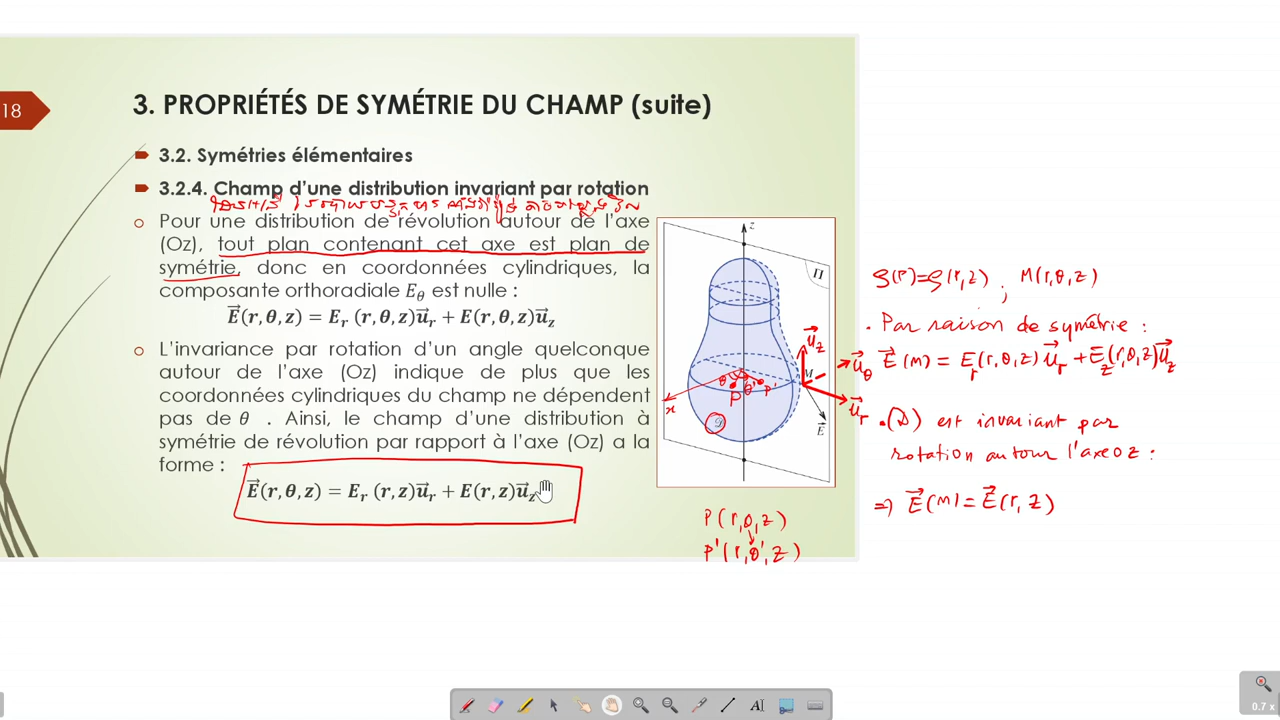 18
3. PROPRIÉTÉS DE SYMÉTRIE DU CHAMP (suite)
3.2. Symétries élémentaires
3.2.4. Champ d’une distribution invariant par rotation
Pour une distribution de révolution autour de l’axe
(Oz), tout plan contenant cet axe est plan de
symétrie, donc en coordonnées cylindriques, la
composante orthoradiale E_θ est nulle :
E⃗(r, θ, z) = E_r (r, θ, z)u⃗_r + E(r, θ, z)u⃗_z
L’invariance par rotation d’un angle quelconque
autour de l’axe (Oz) indique de plus que les
coordonnées cylindriques du champ ne dépendent
pas de θ . Ainsi, le champ d’une distribution à
symétrie de révolution par rapport à l’axe (Oz) a la
forme :
E⃗(r, θ, z) = E_r (r, z)u⃗_r + E(r, z)u⃗_z
z
Π
u⃗_z
M
u⃗_θ
θ θ'
P P'
x
u⃗_r
D
E⃗
P(r,θ,z)
P'(r,θ',z)
ρ(P)=ρ(r,z) , M(r,θ,z)
. Par raison de symétrie :
E⃗(M) = E_r(r,θ,z) u⃗_r + E_z(r,θ,z) u⃗_z
.(D) est invariant par
rotation autour l'axe oz :
⇒ E⃗(M) = E⃗(r, z)
AI
0.7 x